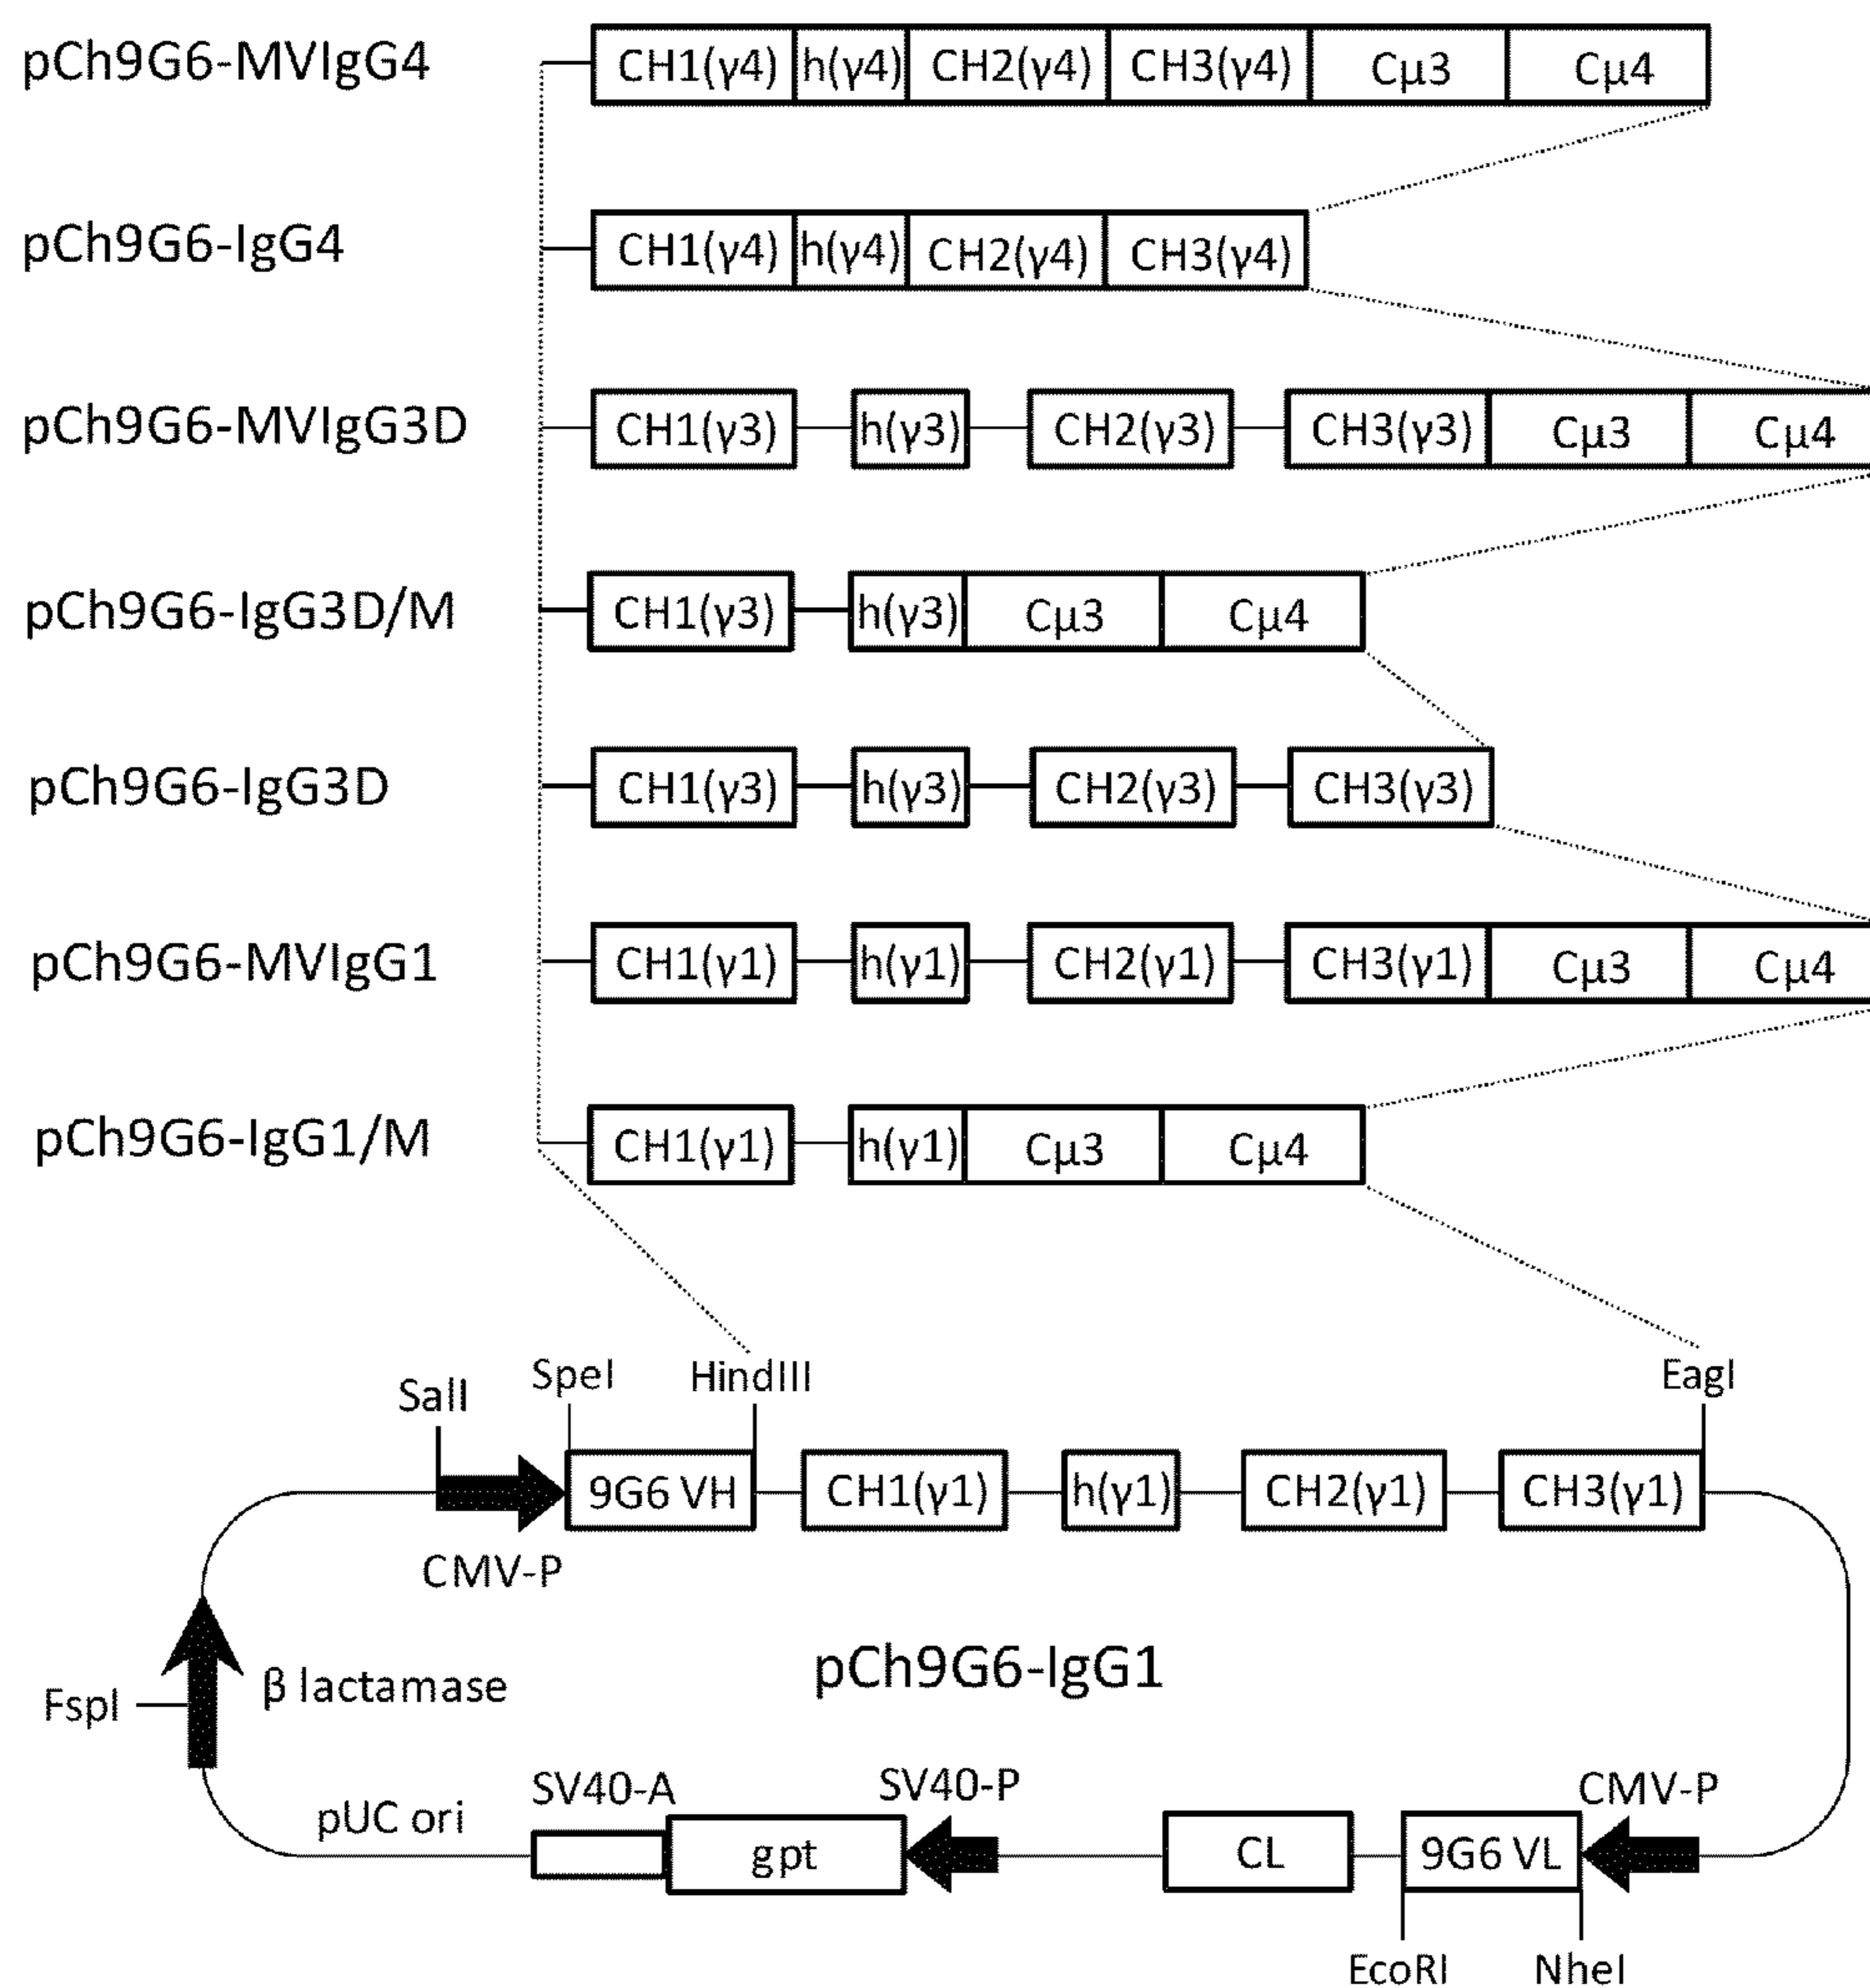 pCh9G6-MVIgG4 CH1(γ4) h(γ4) CH2(γ4) CH3(γ4) Cμ3 Cμ4
pCh9G6-IgG4 CH1(γ4) h(γ4) CH2(γ4) CH3(γ4)
pCh9G6-MVIgG3D CH1(γ3) h(γ3) CH2(γ3) CH3(γ3) Cμ3 Cμ4
pCh9G6-IgG3D/M CH1(γ3) h(γ3) Cμ3 Cμ4
pCh9G6-IgG3D CH1(γ3) h(γ3) CH2(γ3) CH3(γ3)
pCh9G6-MVIgG1 CH1(γ1) h(γ1) CH2(γ1) CH3(γ1) Cμ3 Cμ4
pCh9G6-IgG1/M CH1(γ1) h(γ1) Cμ3 Cμ4
SalI SpeI HindIII EagI
9G6 VH CH1(γ1) h(γ1) CH2(γ1) CH3(γ1)
CMV-P
pCh9G6-IgG1
FspI β lactamase
pUC ori SV40-A SV40-P CMV-P
gpt CL 9G6 VL
EcoRI NheI